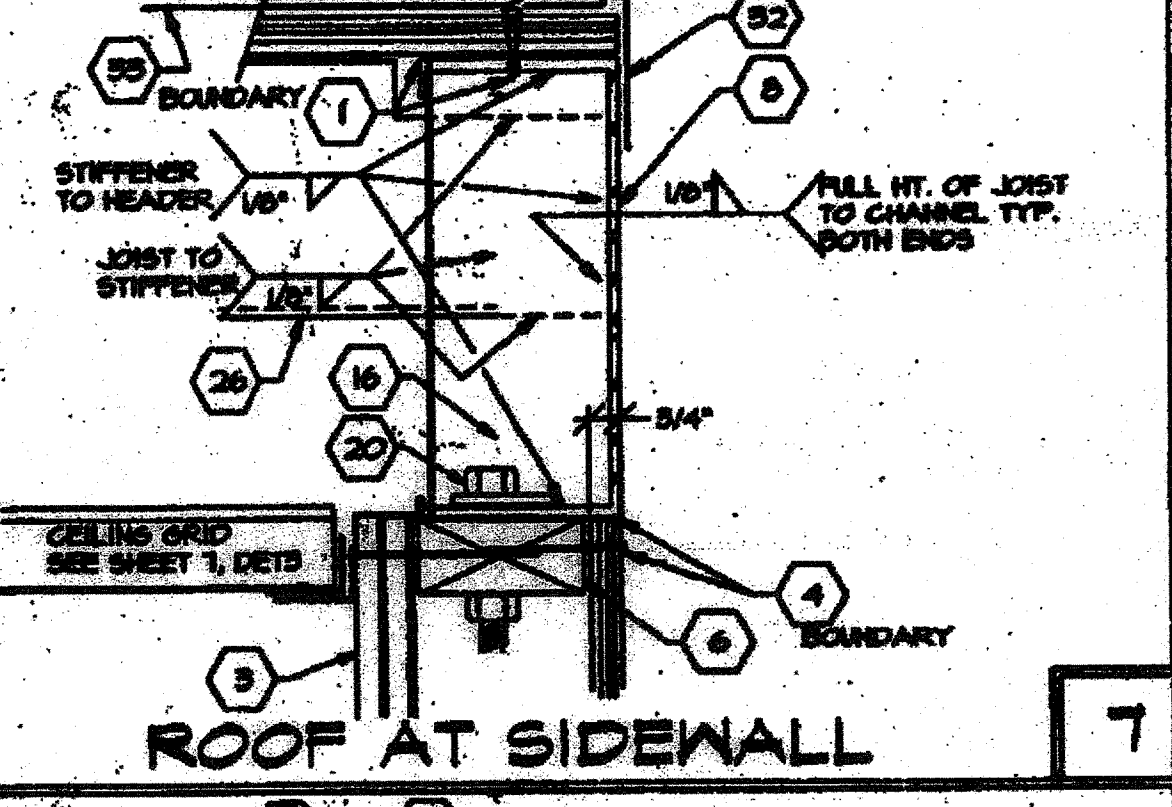 32
33
BOUNDARY
1
8
STIFFENER
TO HEADER
1/8"
1/8"
FULL HT. OF JOIST
TO CHANNEL TYP.
BOTH ENDS
JOIST TO
STIFFENER
1/8"
26
16
20
3/4"
CEILING GRID
SEE SHEET 7, DET3
4
BOUNDARY
6
3
ROOF AT SIDEWALL
7